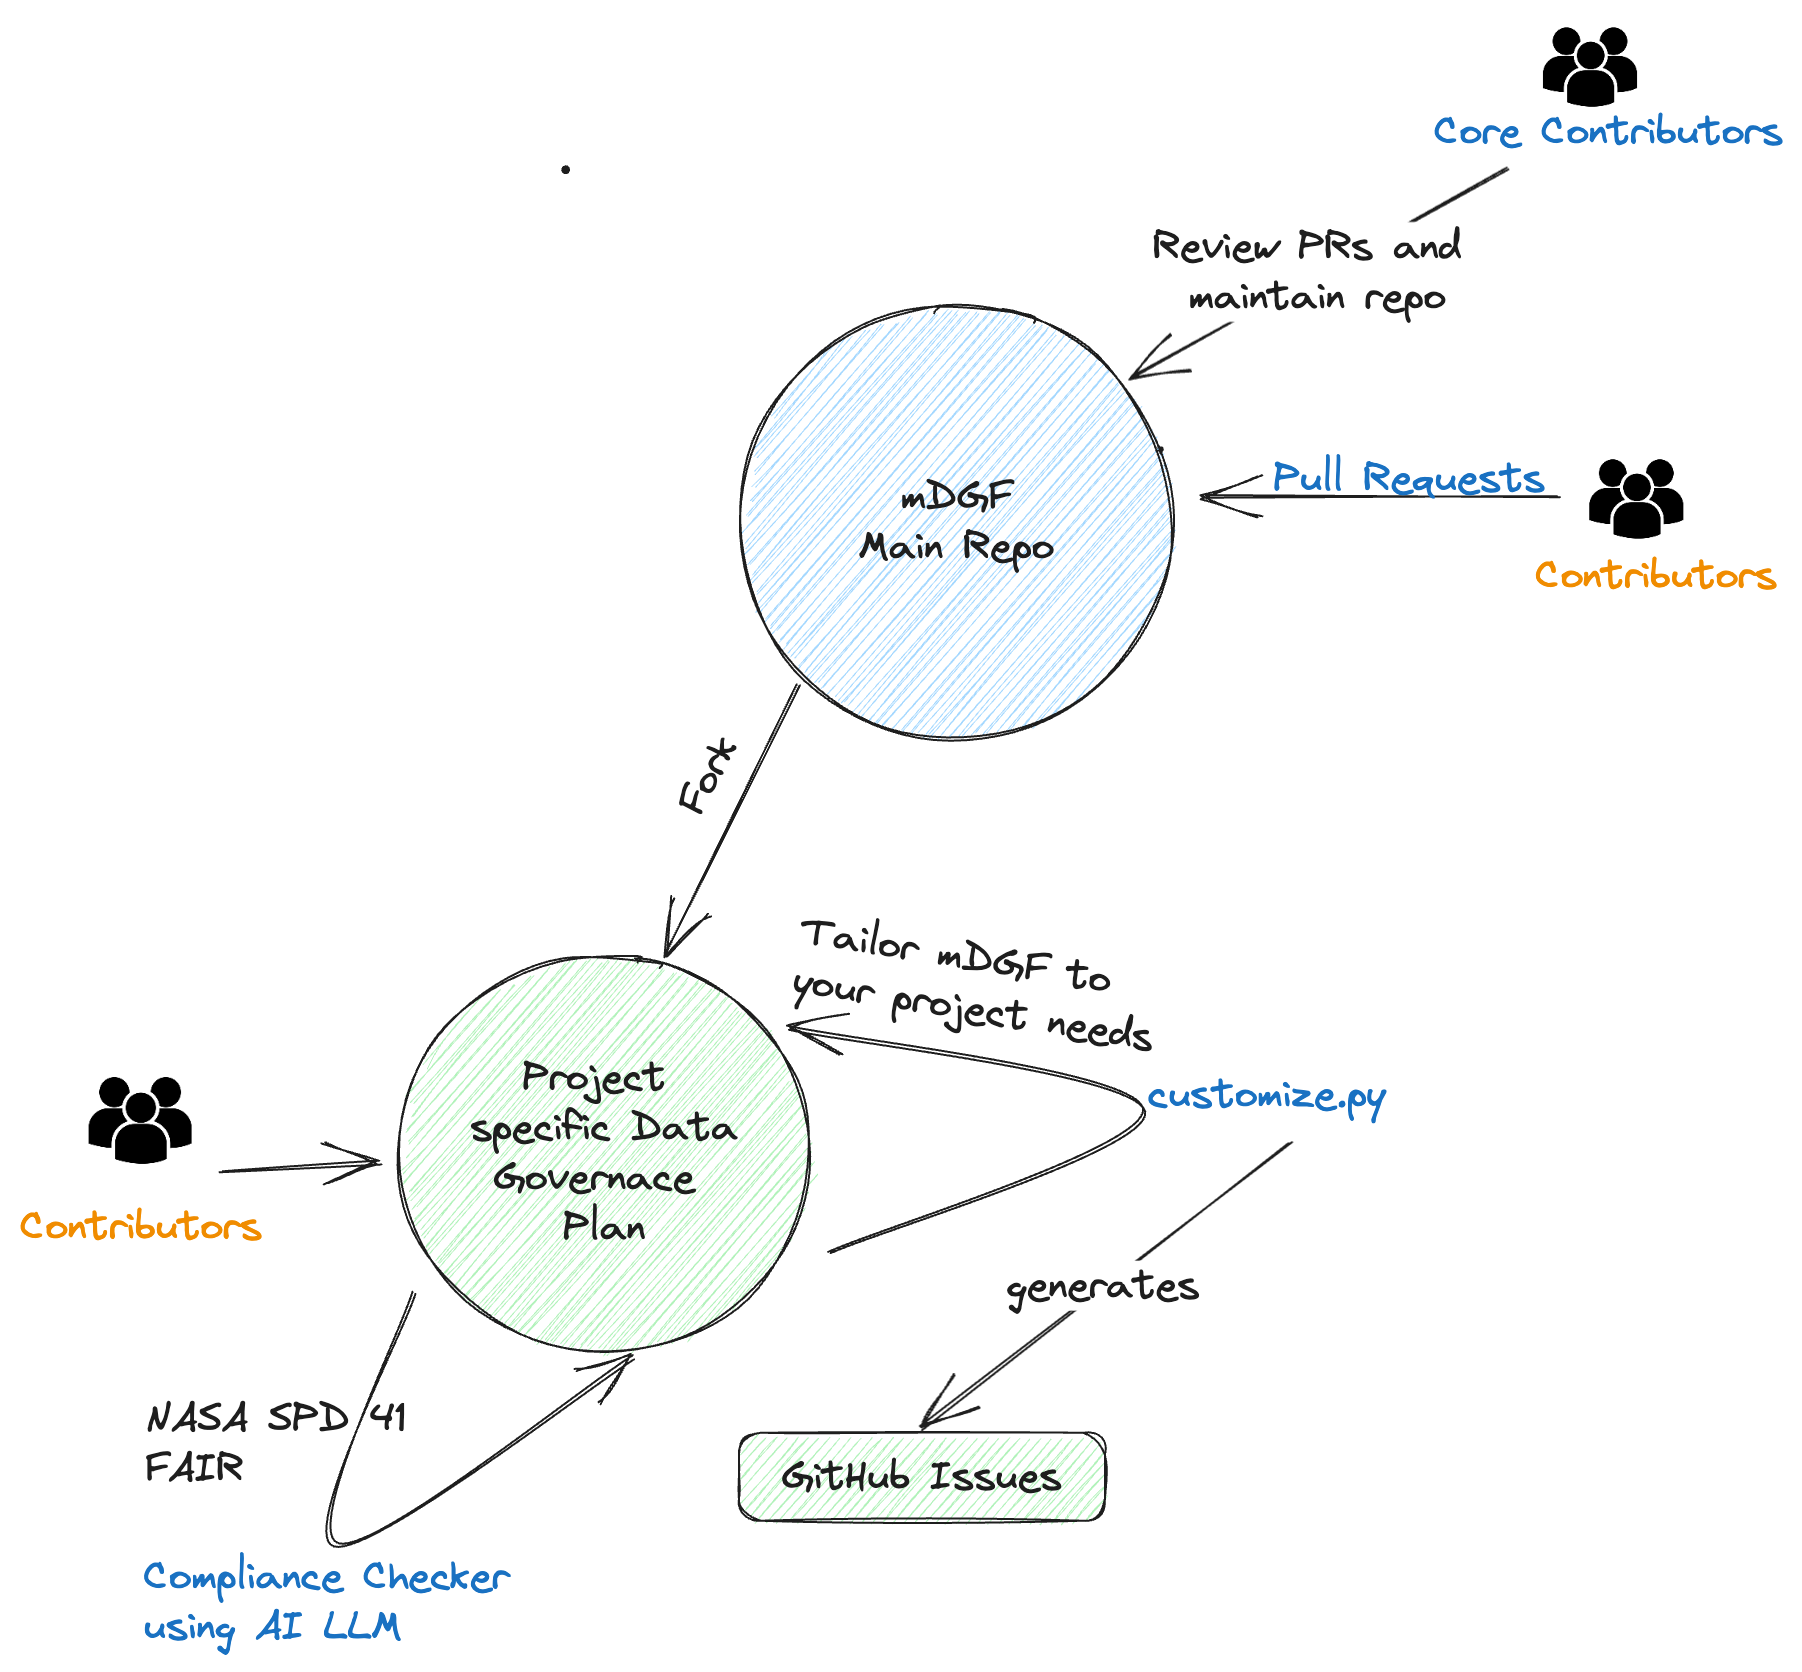 Core Contributors
Review PRs and
maintain repo
Pull Requests
Contributors
mDGF
Main Repo
Fork
Tailor mDGF to
your project needs
customize.py
Project
specific Data
Governace
Plan
Contributors
generates
NASA SPD 41
FAIR
GitHub Issues
Compliance Checker
using AI LLM